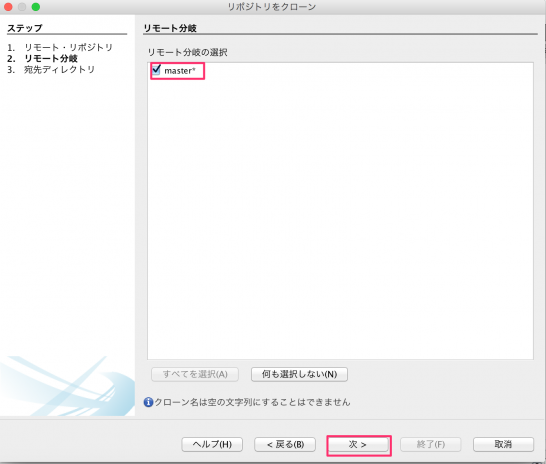 リポジトリをクローン
ステップ
1. リモート・リポジトリ
2. リモート分岐
3. 宛先ディレクトリ
リモート分岐
リモート分岐の選択
master*
すべてを選択(A)
何も選択しない(N)
クローン名は空の文字列にすることはできません
ヘルプ(H)
< 戻る(B)
次 >
終了(F)
取消